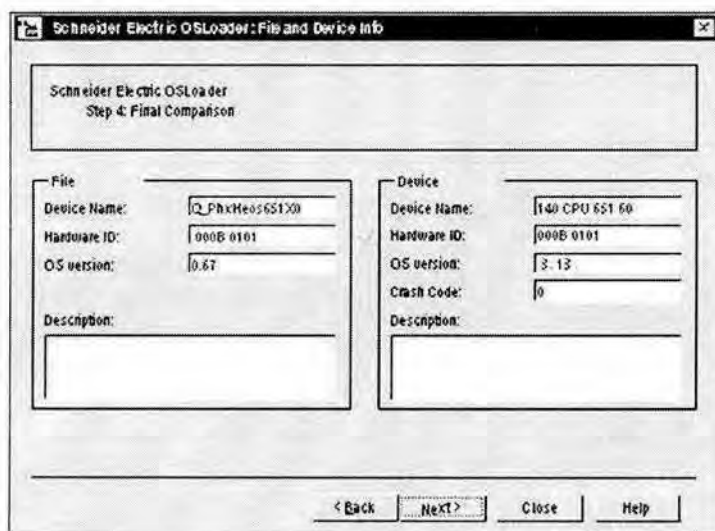 Schneider Electric OSLoader: File and Device Info
Schneider Electric OSLoader
Step 4: Final Comparison
File
Device Name: Q_PhxHeos651X0
Hardware ID: 000B 0101
OS version: 0.67
Description:
Device
Device Name: 140 CPU 651 60
Hardware ID: 000B 0101
OS version: 3.13
Crash Code: 0
Description:
< Back
Next >
Close
Help